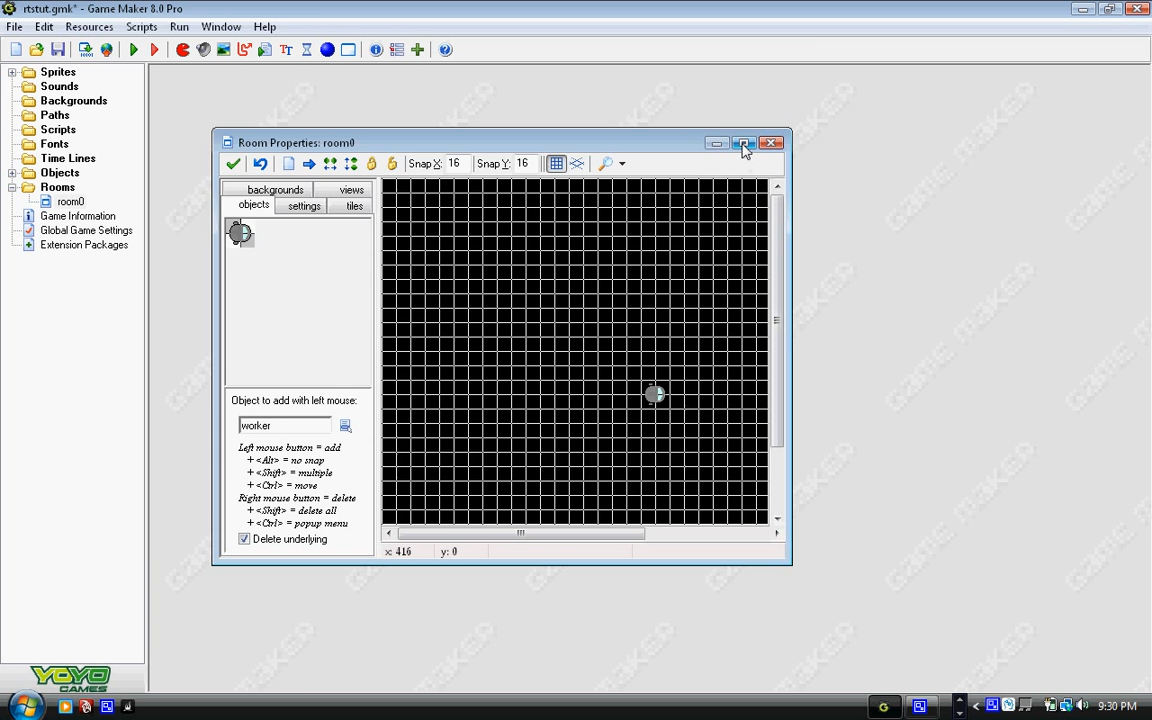 rtstut.gmk* - Game Maker 8.0 Pro
File Edit Resources Scripts Run Window Help
Sprites
Sounds
Backgrounds
Paths
Scripts
Fonts
Time Lines
Objects
Rooms
room0
Game Information
Global Game Settings
Extension Packages
YOYO
GAMES
Room Properties: room0
Snap X: 16 Snap Y: 16
backgrounds views
objects settings tiles
Object to add with left mouse:
worker
Left mouse button = add
+ <Alt> = no snap
+ <Shift> = multiple
+ <Ctrl> = move
Right mouse button = delete
+ <Shift> = delete all
+ <Ctrl> = popup menu
Delete underlying
x: 416 y: 0
9:30 PM